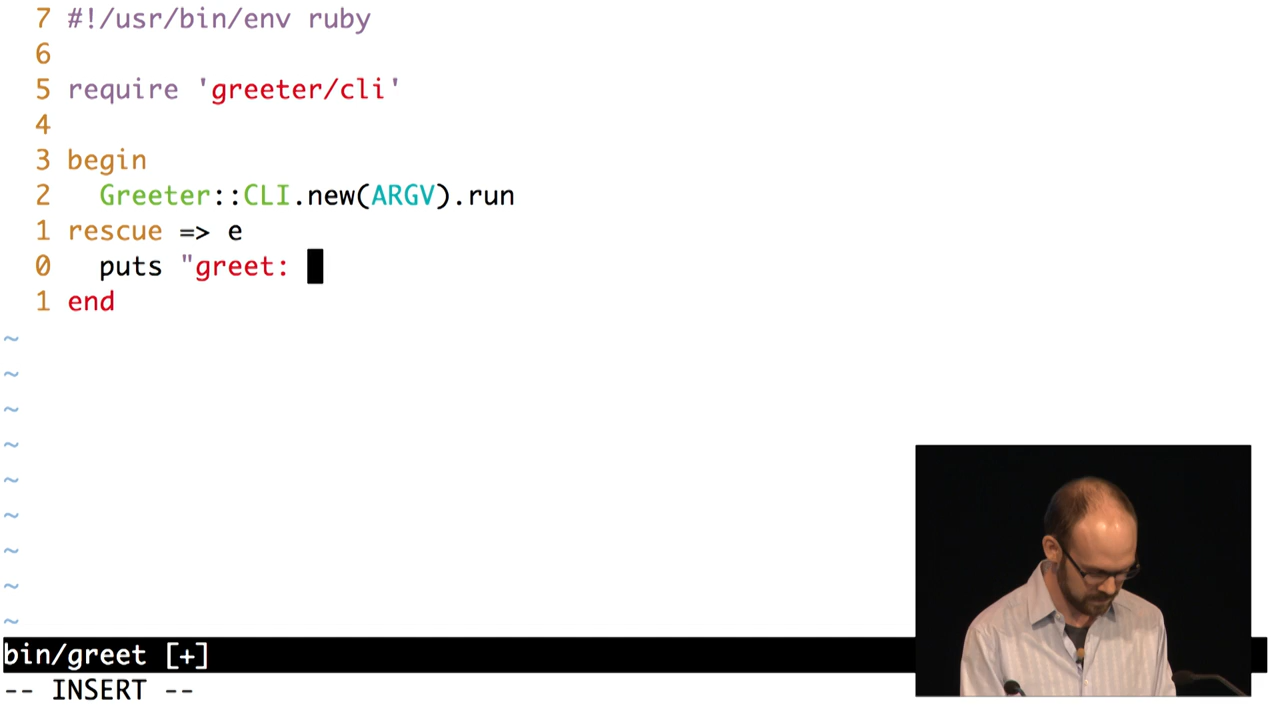 7 #!/usr/bin/env ruby
6
5 require 'greeter/cli'
4
3 begin
2   Greeter::CLI.new(ARGV).run
1 rescue => e
0   puts "greet: 
1 end
~
~
~
~
~
~
~
~
~
bin/greet [+]
-- INSERT --